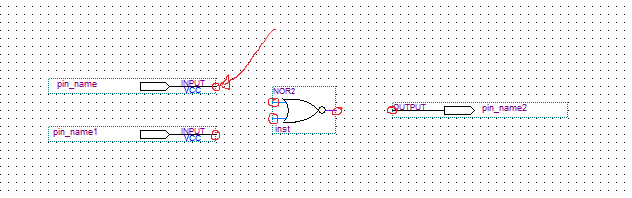 pin_name
INPUT
VCC
NOR2
inst
OUTPUT
pin_name2
pin_name1
INPUT
VCC